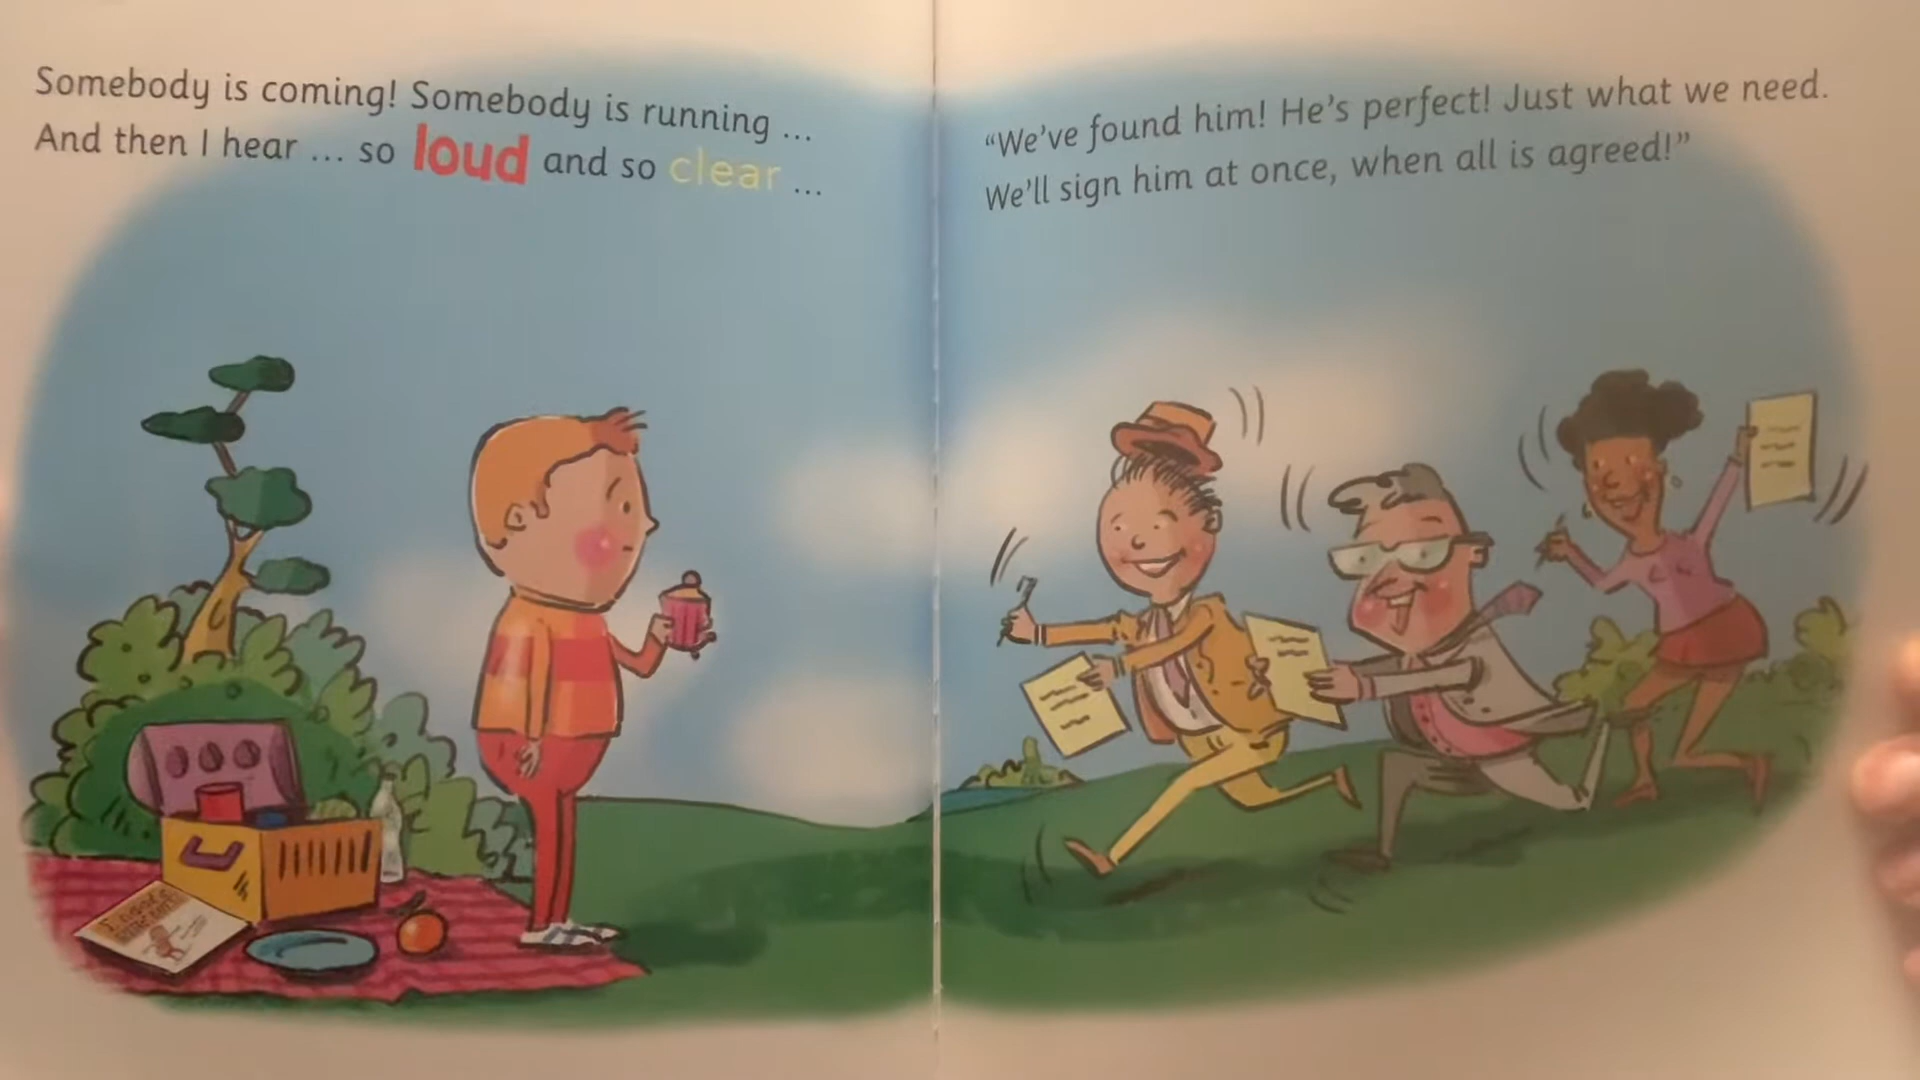 Somebody is coming! Somebody is running ...
And then I hear ... so loud and so clear ...
“We’ve found him! He’s perfect! Just what we need.
We’ll sign him at once, when all is agreed!”